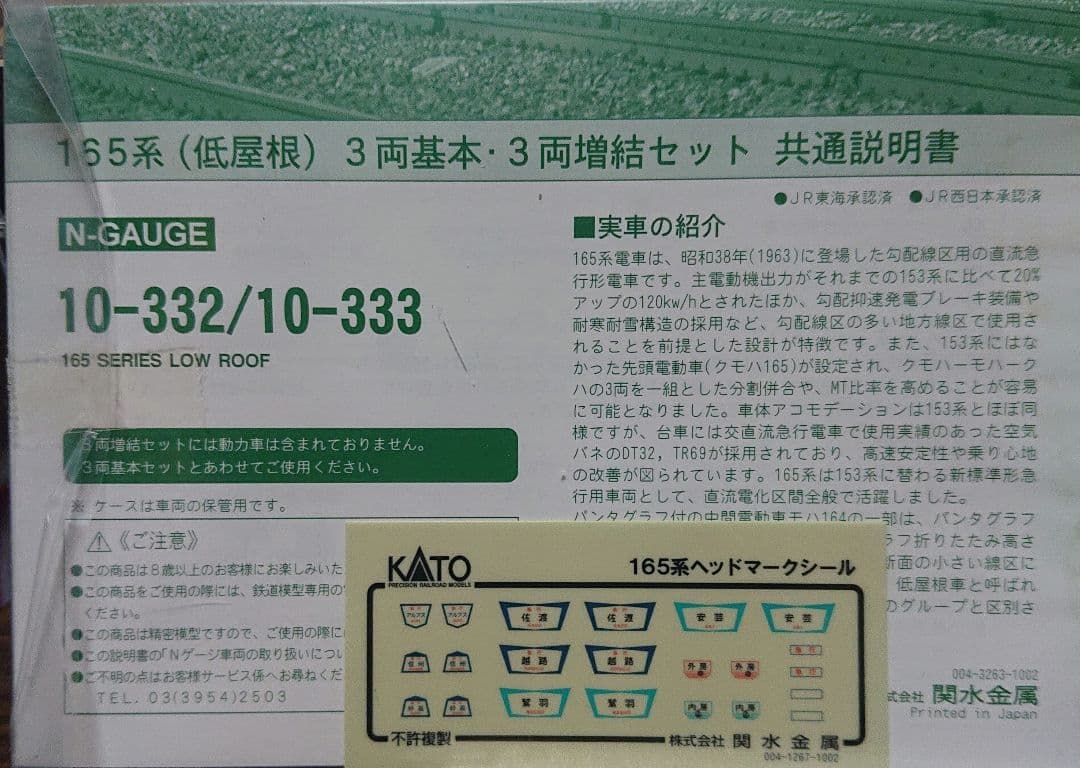 165系(低屋根) 3両基本・3両増結セット 共通説明書
●JR東海承認済 ●JR西日本承認済
N-GAUGE
10-332/10-333
165 SERIES LOW ROOF
3両増結セットには動力車は含まれておりません。
3両基本セットとあわせてご使用ください。
※ ケースは車両の保管用です。
⚠《ご注意》
●この商品は8歳以上のお客様にお楽しみいた
●この商品をご使用の際には、鉄道模型専用の
ください。
●この商品は精密模型ですので、ご使用の際に
●この説明書の「Nゲージ車両の取り扱いについ
●ご不明の点はお客様サービス係へお尋ねくだ
TEL. 03(3954)2503
■実車の紹介
165系電車は、昭和38年(1963)に登場した勾配線区用の直流急
行形電車です。主電動機出力がそれまでの153系に比べて20%
アップの120kw/hとされたほか、勾配抑速発電ブレーキ装備や
耐寒耐雪構造の採用など、勾配線区の多い地方線区で使用さ
れることを前提とした設計が特徴です。また、153系にはな
かった先頭電動車(クモハ165)が設定され、クモハーモハーク
ハの3両を一組とした分割併合や、MT比率を高めることが容易
に可能となりました。車体アコモデーションは153系とほぼ同
様ですが、台車には交直流急行電車で使用実績のあった空気
バネのDT32, TR69が採用されており、高速安定性や乗り心地
の改善が図られています。165系は153系に替わる新標準形急
行用車両として、直流電化区間全般で活躍しました。
パンタグラフ付の中間電動車モハ164の一部は、パンタグラフ
ラフ折りたたみ高さ
断面の小さい線区に
低屋根車と呼ばれ
のグループと区別さ
004-3263-1002
式会社 関水金属
Printed in Japan
KATO
PRECISION RAILROAD MODELS
165系ヘッドマークシール
アルプス アルプス 佐渡 佐渡 安芸 安芸
信州 信州 越路 越路 外房 外房 急行
急行
鷲羽 鷲羽 内房 内房
不許複製
株式会社 関水金属
004-1267-1002